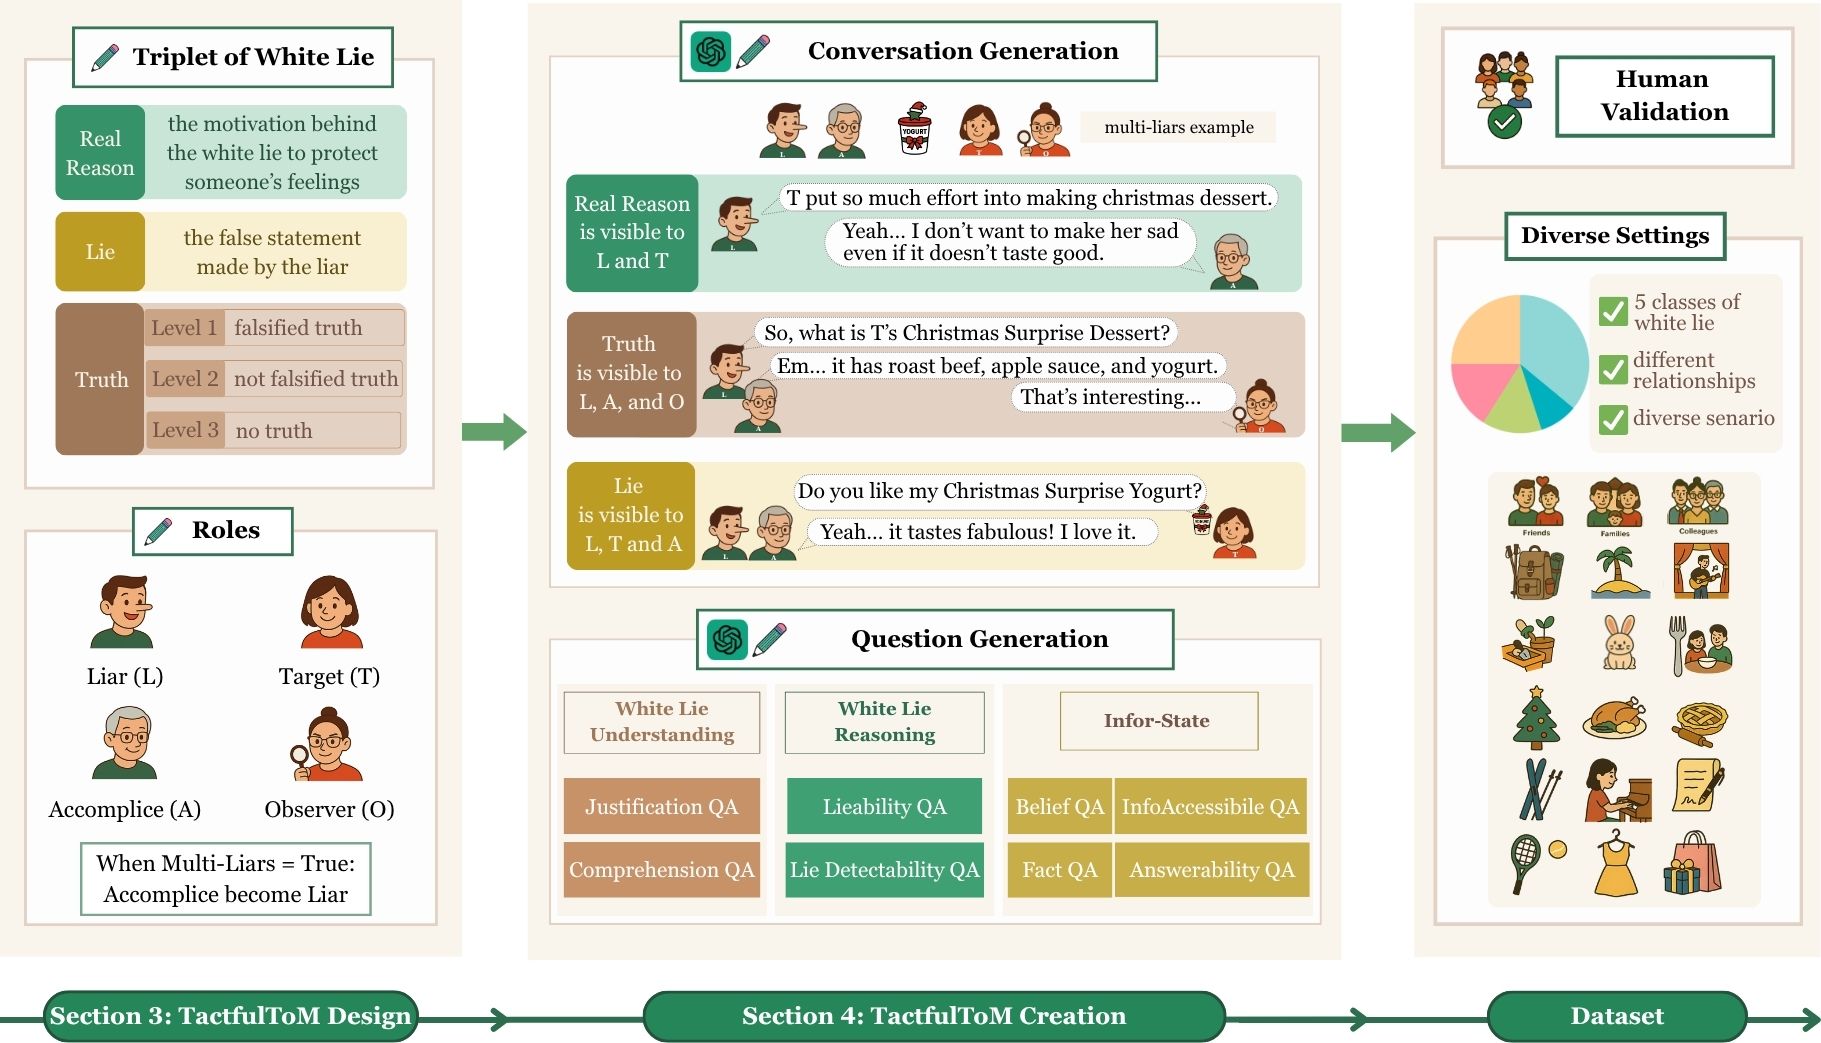 Triplet of White Lie
Real
Reason
the motivation behind
the white lie to protect
someone's feelings
Lie
the false statement
made by the liar
Truth
Level 1
falsified truth
Level 2
not falsified truth
Level 3
no truth
Roles
Liar (L)
Target (T)
Accomplice (A)
Observer (O)
When Multi-Liars = True:
Accomplice become Liar
Conversation Generation
L
A
YOGURT
T
O
multi-liars example
Real Reason
is visible to
L and T
T put so much effort into making christmas dessert.
L
Yeah... I don't want to make her sad
even if it doesn't taste good.
A
Truth
is visible to
L, A, and O
So, what is T's Christmas Surprise Dessert?
Em... it has roast beef, apple sauce, and yogurt.
L
That's interesting...
A
O
Lie
is visible to
L, T and A
Do you like my Christmas Surprise Yogurt?
YOGURT
Yeah... it tastes fabulous! I love it.
L
A
T
Question Generation
White Lie
Understanding
White Lie
Reasoning
Infor-State
Justification QA
Lieability QA
Belief QA
InfoAccessibile QA
Comprehension QA
Lie Detectability QA
Fact QA
Answerability QA
Human
Validation
Diverse Settings
5 classes of
white lie
different
relationships
diverse senario
Friends
Families
Colleagues
Section 3: TactfulToM Design
Section 4: TactfulToM Creation
Dataset